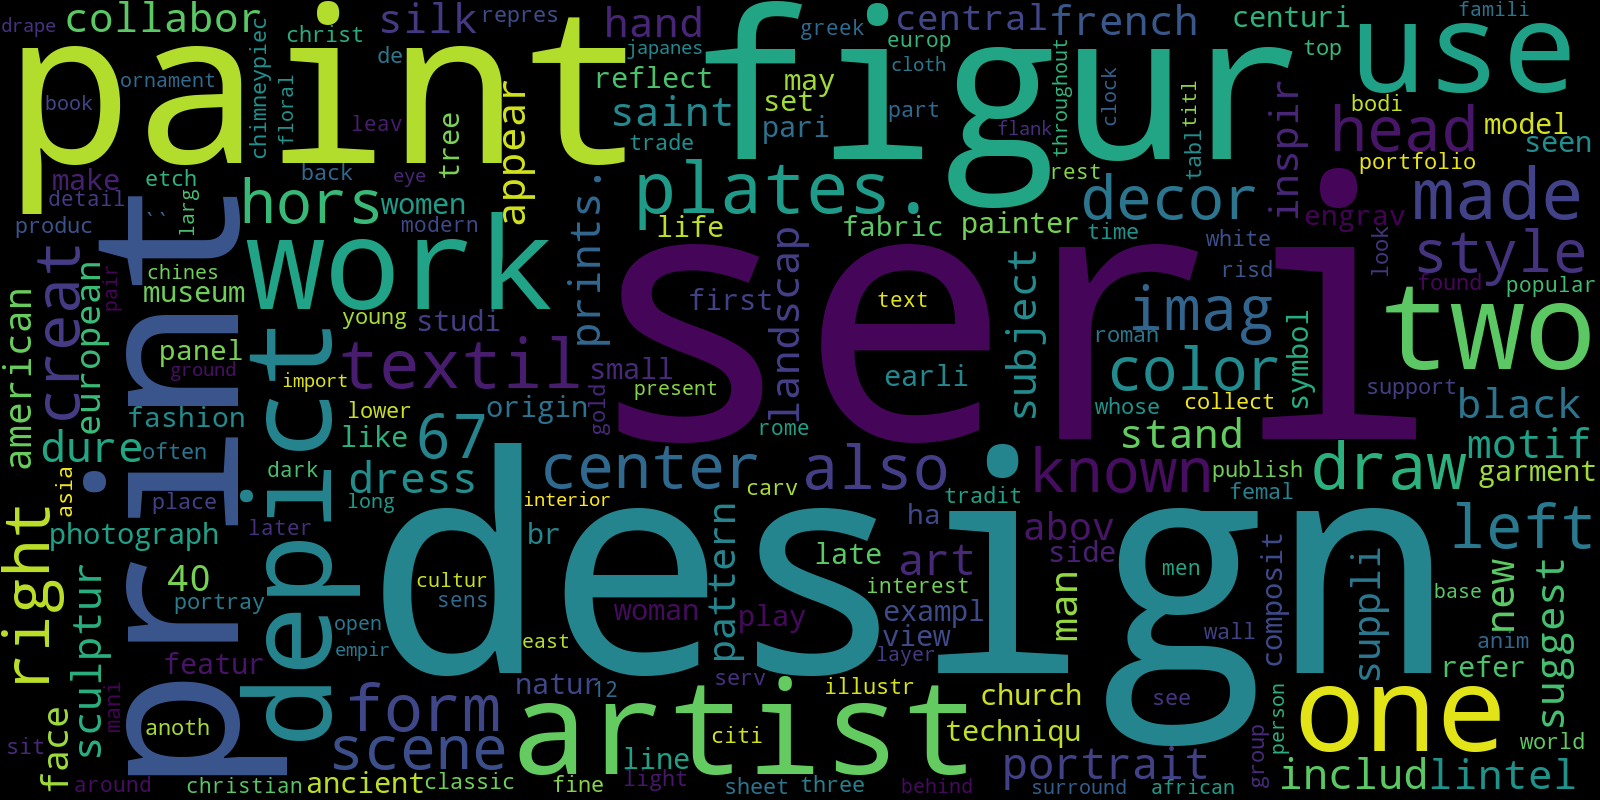 drape
collabor
silk
repres
hand
central
french
centuri
famili
christ
de
japanes
greek
europ
cloth
top
paint
figur
use
ornament
chimneypiec
floral
book
leav
tree
appear
reflect
saint
trade
may
set
pari
part
flank
throughout
clock
tabl
titl
inspir
bodi
head
model
seen
portfolio
make
detail
etch
back
eye
larg
produc
``
hors
women
modern
plates.
life
fabric
painter
rest
decor
time
engrav
made
white
risd
look
style
found
popular
creat
european
pair
chines
museum
work
prints.
first
landscap
text
seri
subject
imag
roman
symbol
two
american
print
depict
young
studi
panel
ground
import
textil
small
present
gold
earli
color
whose
collect
support
black
fashion
often
dure
lower
like
67
origin
rome
stand
motif
dark
dress
long
center
also
carv
known
publish
draw
garment
asia
place
later
interior
tradit
femal
right
photograph
br
pattern
ha
abov
side
left
design
late
art
interest
men
man
composit
suppli
new
suggest
base
40
portray
sculptur
cultur
sens
woman
play
exampl
view
layer
wall
anim
open
empir
east
featur
refer
mani
natur
12
serv
illustr
church
see
one
face
anoth
form
scene
artist
citi
techniqu
person
group
world
sit
line
portrait
around
christian
ancient
classic
fine
light
sheet
three
behind
surround
african
includ
lintel